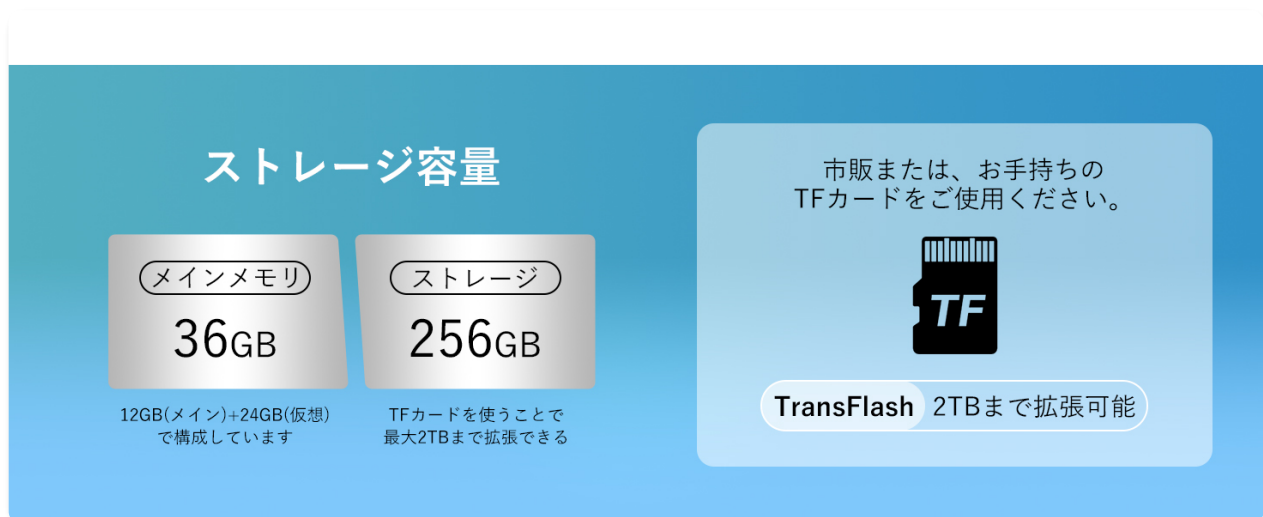 ストレージ容量
メインメモリ
36GB
12GB(メイン)+24GB(仮想)
で構成しています
ストレージ
256GB
TFカードを使うことで
最大2TBまで拡張できる
市販または、お手持ちの
TFカードをご使用ください。
TF
TransFlash 2TBまで拡張可能